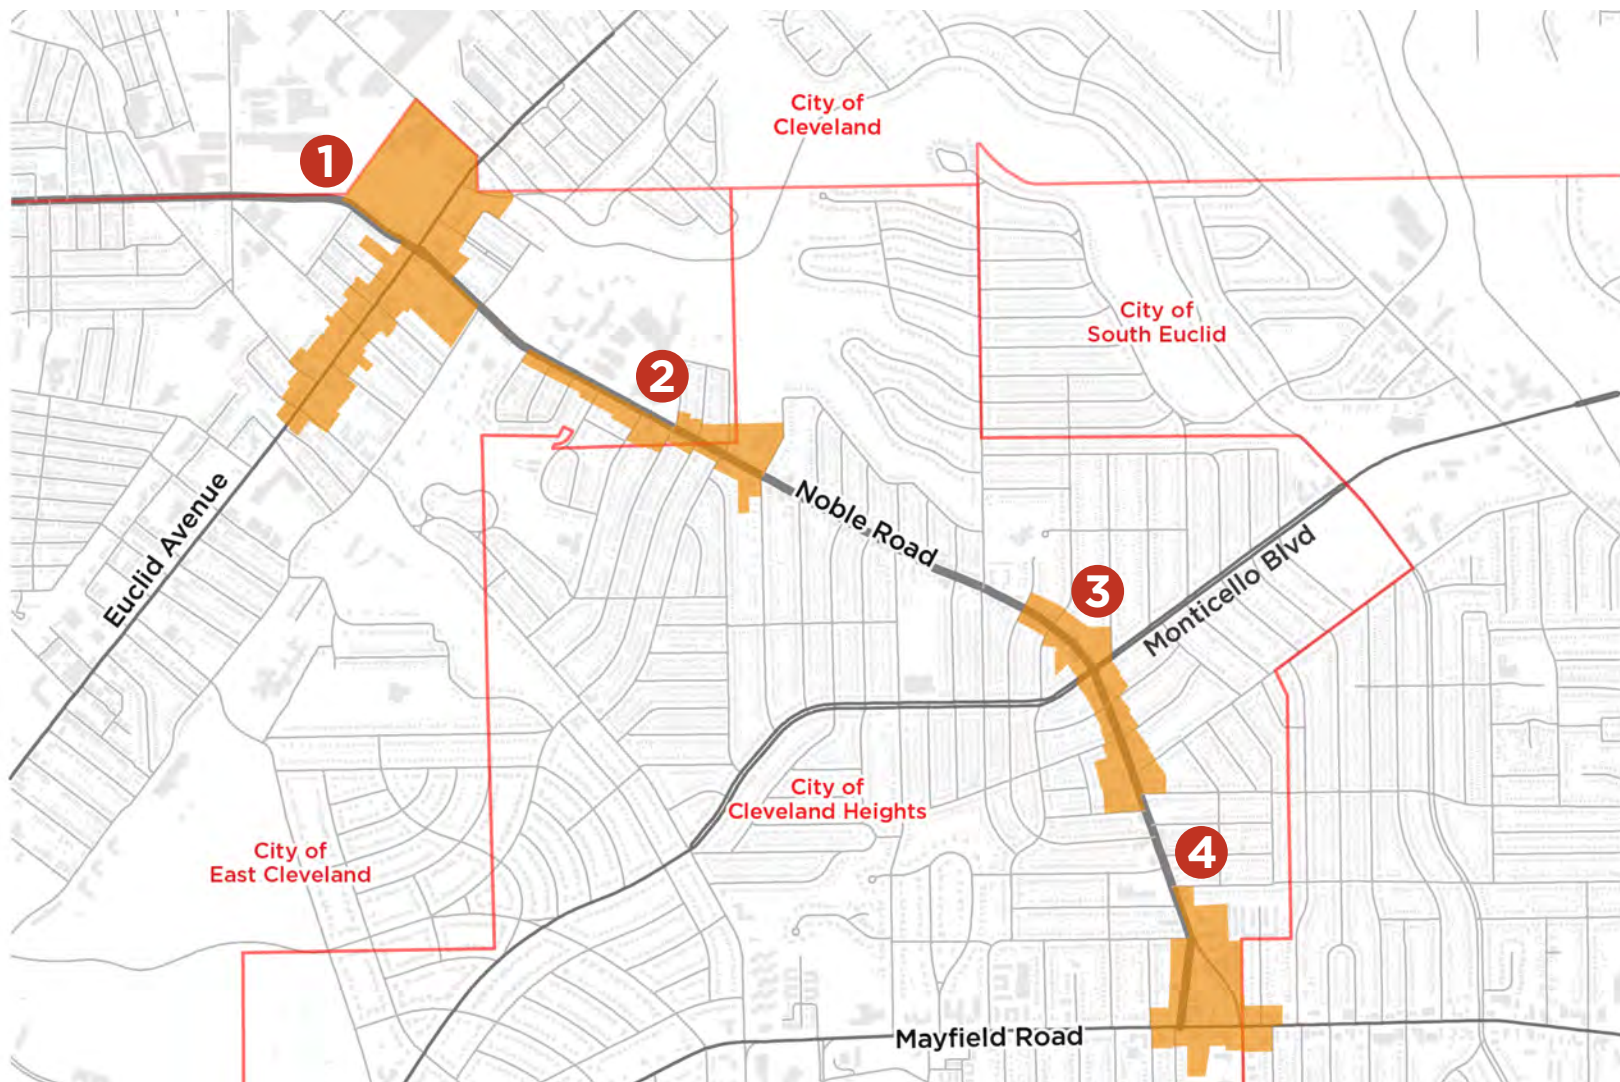 City of
Cleveland
1
City of
South Euclid
2
Euclid Avenue
Noble Road
3
Monticello Blvd
City of
Cleveland Heights
City of
East Cleveland
4
Mayfield Road